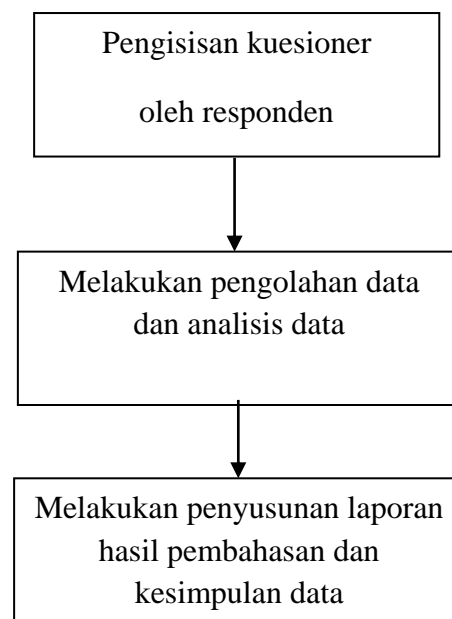 Pengisisan kuesioner
oleh responden
Melakukan pengolahan data
dan analisis data
Melakukan penyusunan laporan
hasil pembahasan dan
kesimpulan data